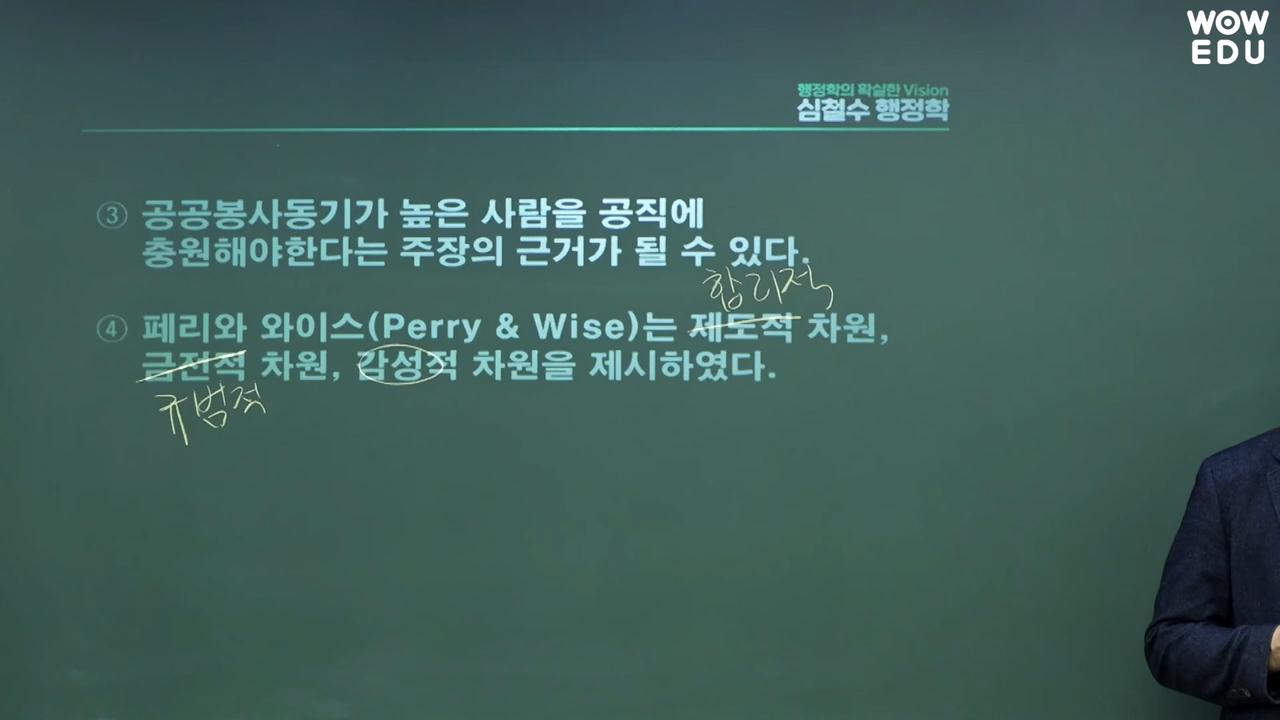 WOW
EDU
행정학의 확실한 Vision
심철수 행정학
③ 공공봉사동기가 높은 사람을 공직에
충원해야한다는 주장의 근거가 될 수 있다.
합리적
④ 페리와 와이스(Perry & Wise)는 제도적 차원,
금전적 차원, 감성적 차원을 제시하였다.
규범적